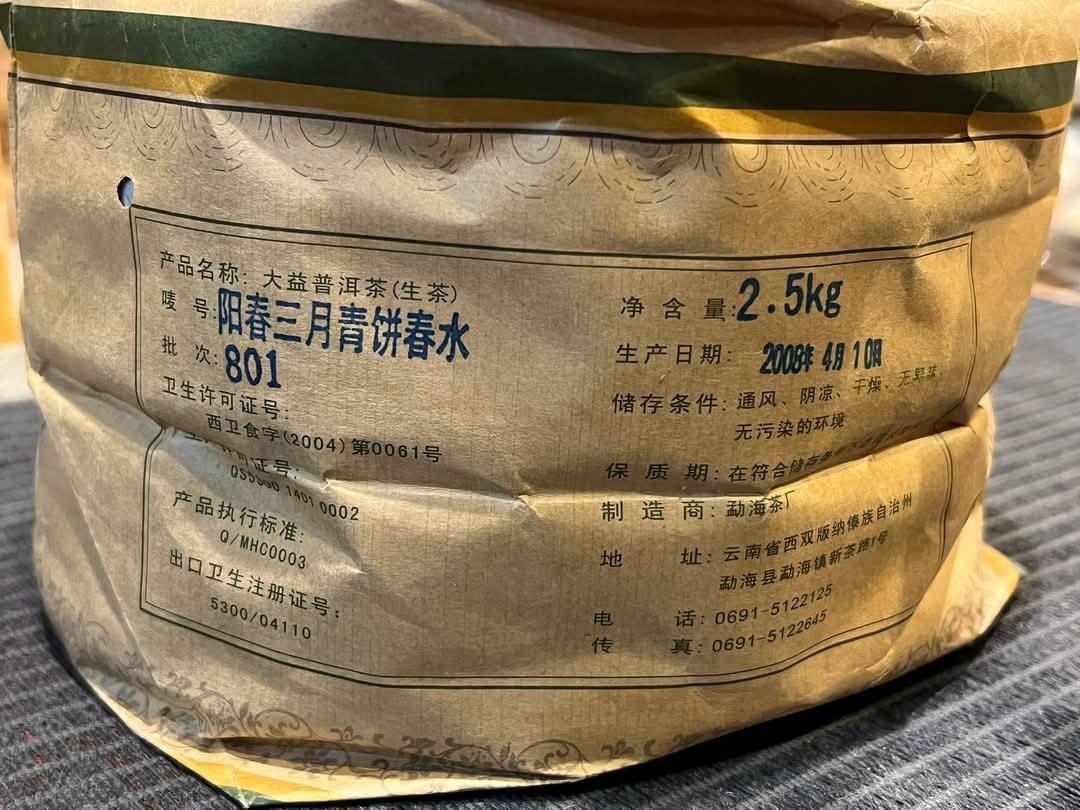 产品名称: 大益普洱茶(生茶)
唛 号:阳春三月青饼春水
批 次:801
卫生许可证号:
西卫食字(2004)第0061号
许可证号:
QS5300 1401 0002
产品执行标准:
Q/MHC0003
出口卫生注册证号:
5300/04110
净 含 量:2.5kg
生产日期: 2008年 4月 10日
储存条件: 通风、阴凉、干燥、无异味、
无污染的环境
保 质 期: 在符合储存条
制 造 商: 勐海茶厂
地 址: 云南省西双版纳傣族自治州
勐海县勐海镇新茶路1号
电 话: 0691-5122125
传 真: 0691-5122645